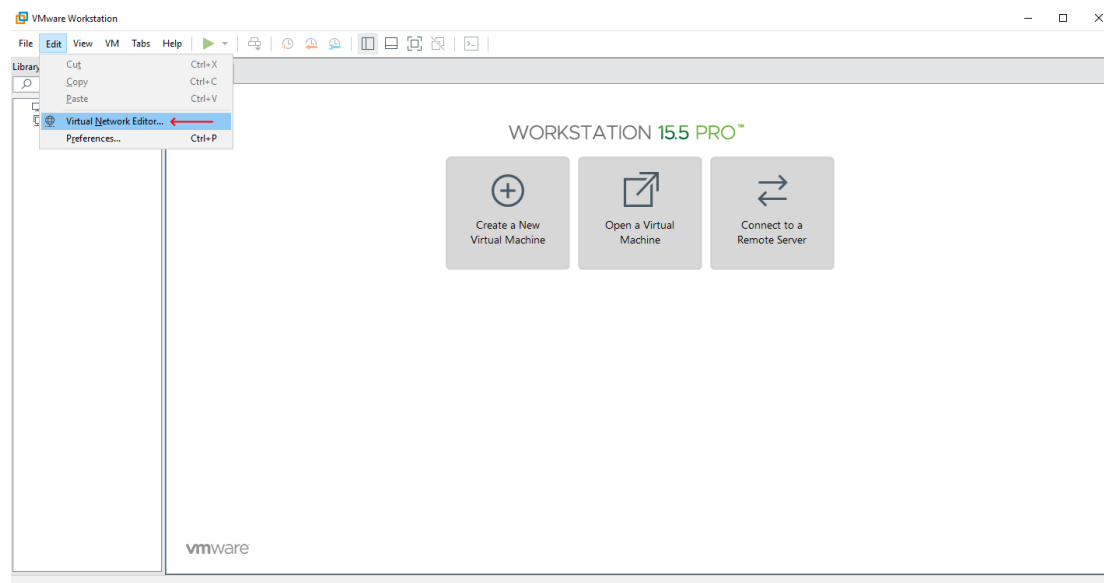 VMware Workstation
File Edit View VM Tabs Help
Library
Cut Ctrl+X
Copy Ctrl+C
Paste Ctrl+V
Virtual Network Editor...
Preferences... Ctrl+P
WORKSTATION 15.5 PRO™
Create a New
Virtual Machine
Open a Virtual
Machine
Connect to a
Remote Server
vmware